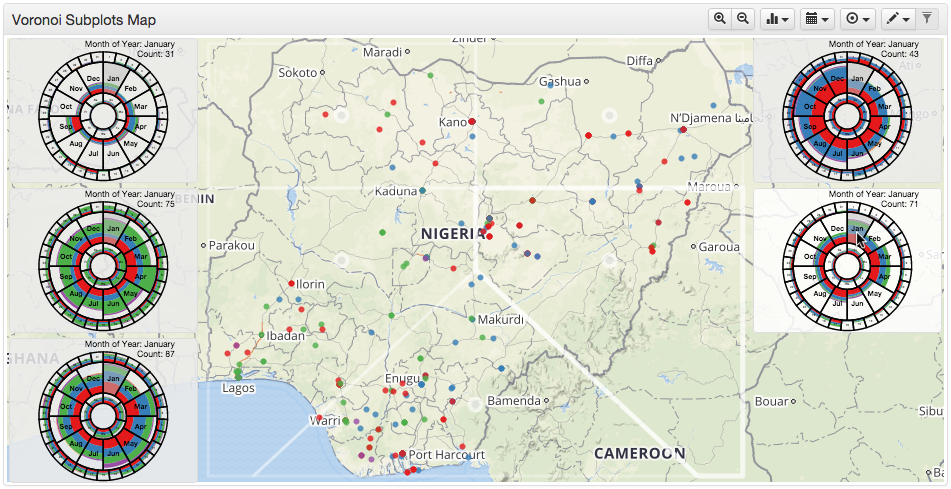 Voronoi Subplots Map
Month of Year: January
Count: 31
Dec Jan
Nov Feb
Oct Mar
Sep Apr
Aug May
Jul Jun
Month of Year: January
Count: 75
Dec Jan
Nov Feb
Oct Mar
Sep Apr
Aug May
Jul Jun
Month of Year: January
Count: 87
Dec Jan
Nov Feb
Oct Mar
Sep Apr
Aug May
Jul Jun
Zinder
Maradi
Diffa
Sokoto
Gashua
Kano
N'Djamena
Kaduna
Maroua
BENIN
NIGERIA
Parakou
Garoua
Ilorin
Makurdi
Ibadan
GHANA
Enugu
Lagos
Bamenda
Bouar
Warri
Sibu
Port Harcourt
CAMEROON
Ba
Month of Year: January
Count: 43
Dec Jan
Nov Feb
Oct Mar
Sep Apr
Aug May
Jul Jun
Ati
Month of Year: January
Count: 71
Dec Jan
Nov Feb
Oct Mar
Sep Apr
Aug May
Jul Jun